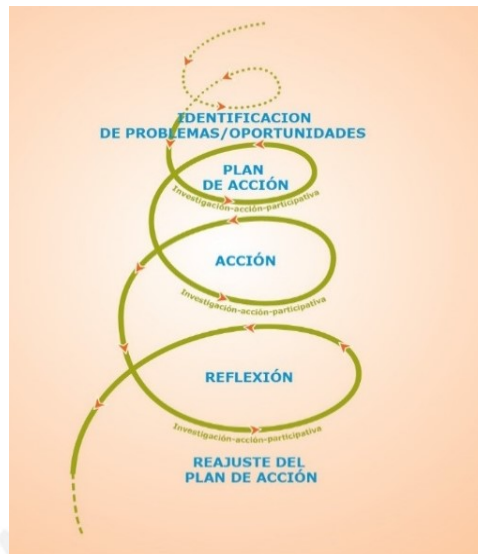 IDENTIFICACION
DE PROBLEMAS/OPORTUNIDADES
PLAN
DE ACCIÓN
Investigación-acción-participativa
ACCIÓN
Investigación-acción-participativa
REFLEXIÓN
Investigación-acción-participativa
REAJUSTE DEL
PLAN DE ACCIÓN